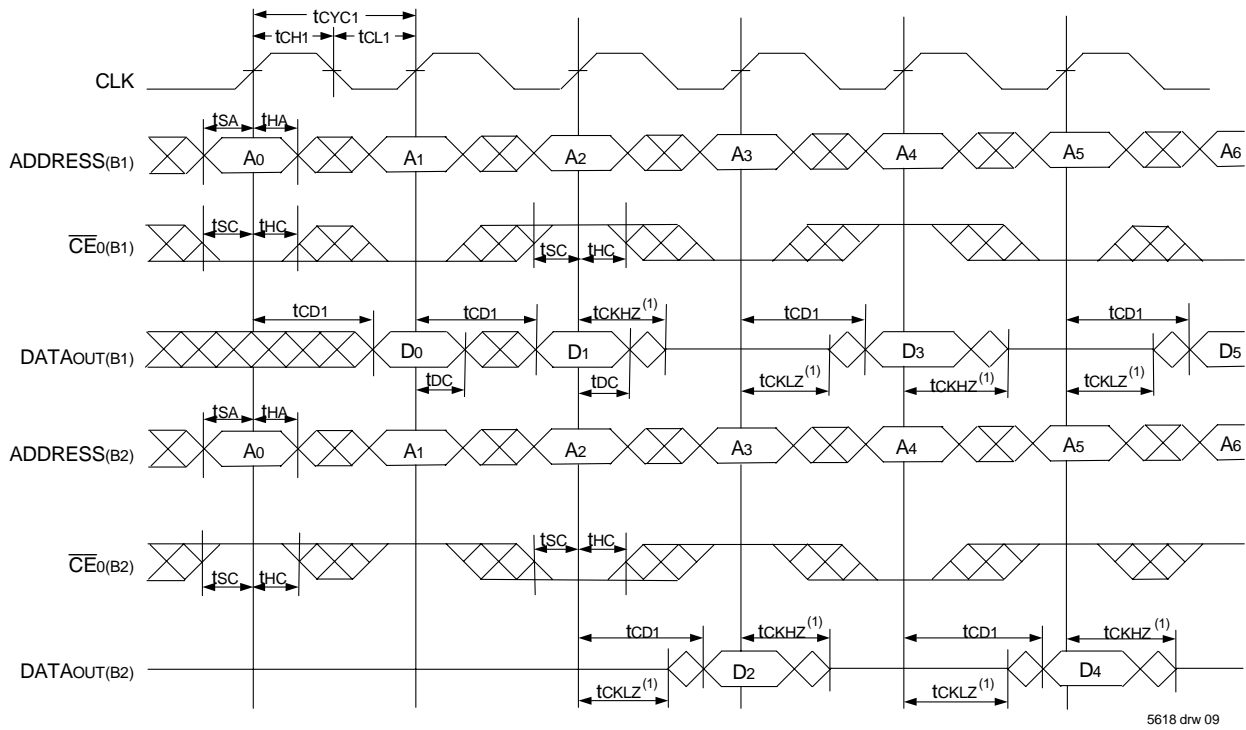 tCYC1
tCH1 tCL1
CLK
tSA tHA
ADDRESS(B1) A0 A1 A2 A3 A4 A5 A6
tSC tHC
CE0(B1)
tSC tHC
tCD1 tCD1 tCKHZ(1) tCD1 tCD1
DATAOUT(B1) D0 D1 D3 D5
tDC tDC tCKLZ(1) tCKHZ(1) tCKLZ(1)
tSA tHA
ADDRESS(B2) A0 A1 A2 A3 A4 A5 A6
tSC tHC
CE0(B2)
tSC tHC
tCD1 tCKHZ(1) tCD1 tCKHZ(1)
DATAOUT(B2) D2 D4
tCKLZ(1) tCKLZ(1)
5618 drw 09